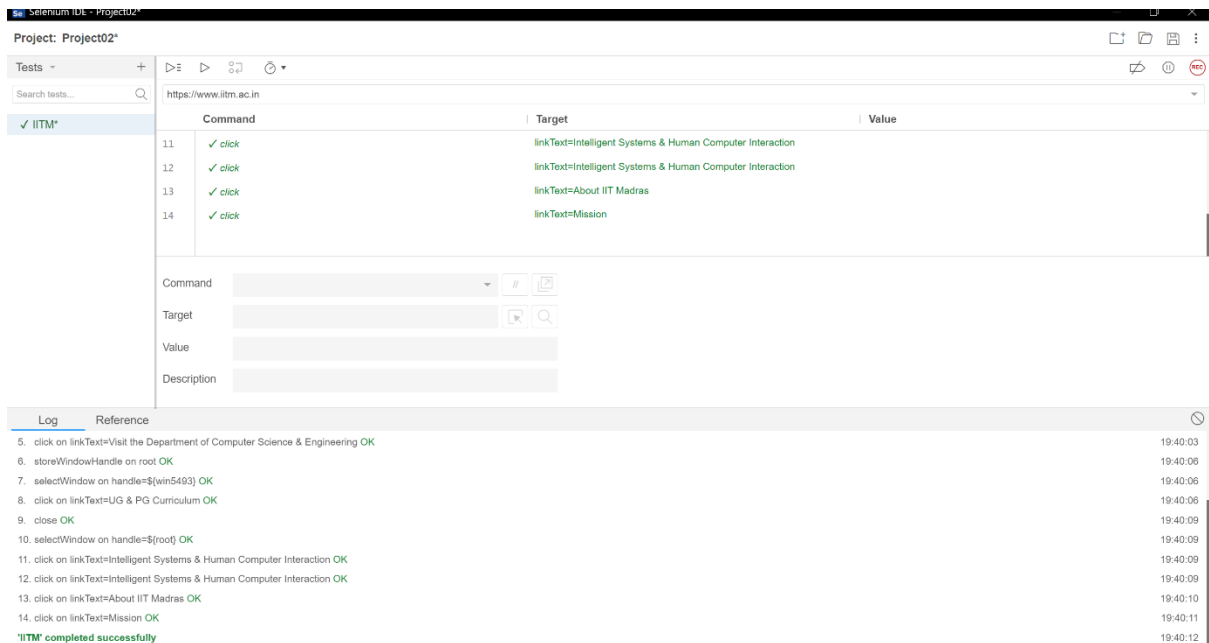 Se Selenium IDE - Project02*
Project: Project02*
Tests
Search tests...
REC
https://www.iitm.ac.in
✓ IITM*
Command Target Value
11 ✓ click linkText=Intelligent Systems & Human Computer Interaction
12 ✓ click linkText=Intelligent Systems & Human Computer Interaction
13 ✓ click linkText=About IIT Madras
14 ✓ click linkText=Mission
Command //
Target
Value
Description
Log Reference
5. click on linkText=Visit the Department of Computer Science & Engineering OK 19:40:03
6. storeWindowHandle on root OK 19:40:06
7. selectWindow on handle=${win5493} OK 19:40:06
8. click on linkText=UG & PG Curriculum OK 19:40:06
9. close OK 19:40:09
10. selectWindow on handle=${root} OK 19:40:09
11. click on linkText=Intelligent Systems & Human Computer Interaction OK 19:40:09
12. click on linkText=Intelligent Systems & Human Computer Interaction OK 19:40:09
13. click on linkText=About IIT Madras OK 19:40:10
14. click on linkText=Mission OK 19:40:11
'IITM' completed successfully 19:40:12